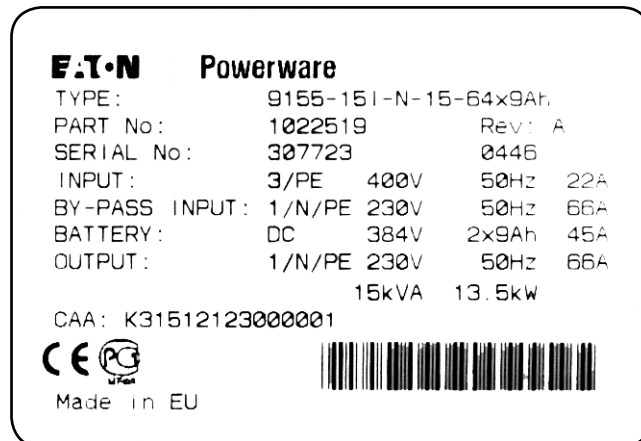 EATON Powerware
TYPE: 9155-15I-N-15-64x9Ah
PART No: 1022519 Rev: A
SERIAL No: 307723 0446
INPUT: 3/PE 400V 50Hz 22A
BY-PASS INPUT: 1/N/PE 230V 50Hz 66A
BATTERY: DC 384V 2x9Ah 45A
OUTPUT: 1/N/PE 230V 50Hz 66A
15kVA 13.5kW
CAA: K31512123000001
CE
Made in EU